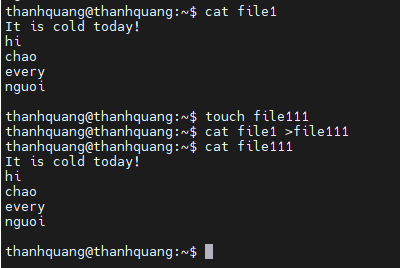 thanhquang@thanhquang:~$ cat file1
It is cold today!
hi
chao
every
nguoi
thanhquang@thanhquang:~$ touch file111
thanhquang@thanhquang:~$ cat file1 >file111
thanhquang@thanhquang:~$ cat file111
It is cold today!
hi
chao
every
nguoi
thanhquang@thanhquang:~$